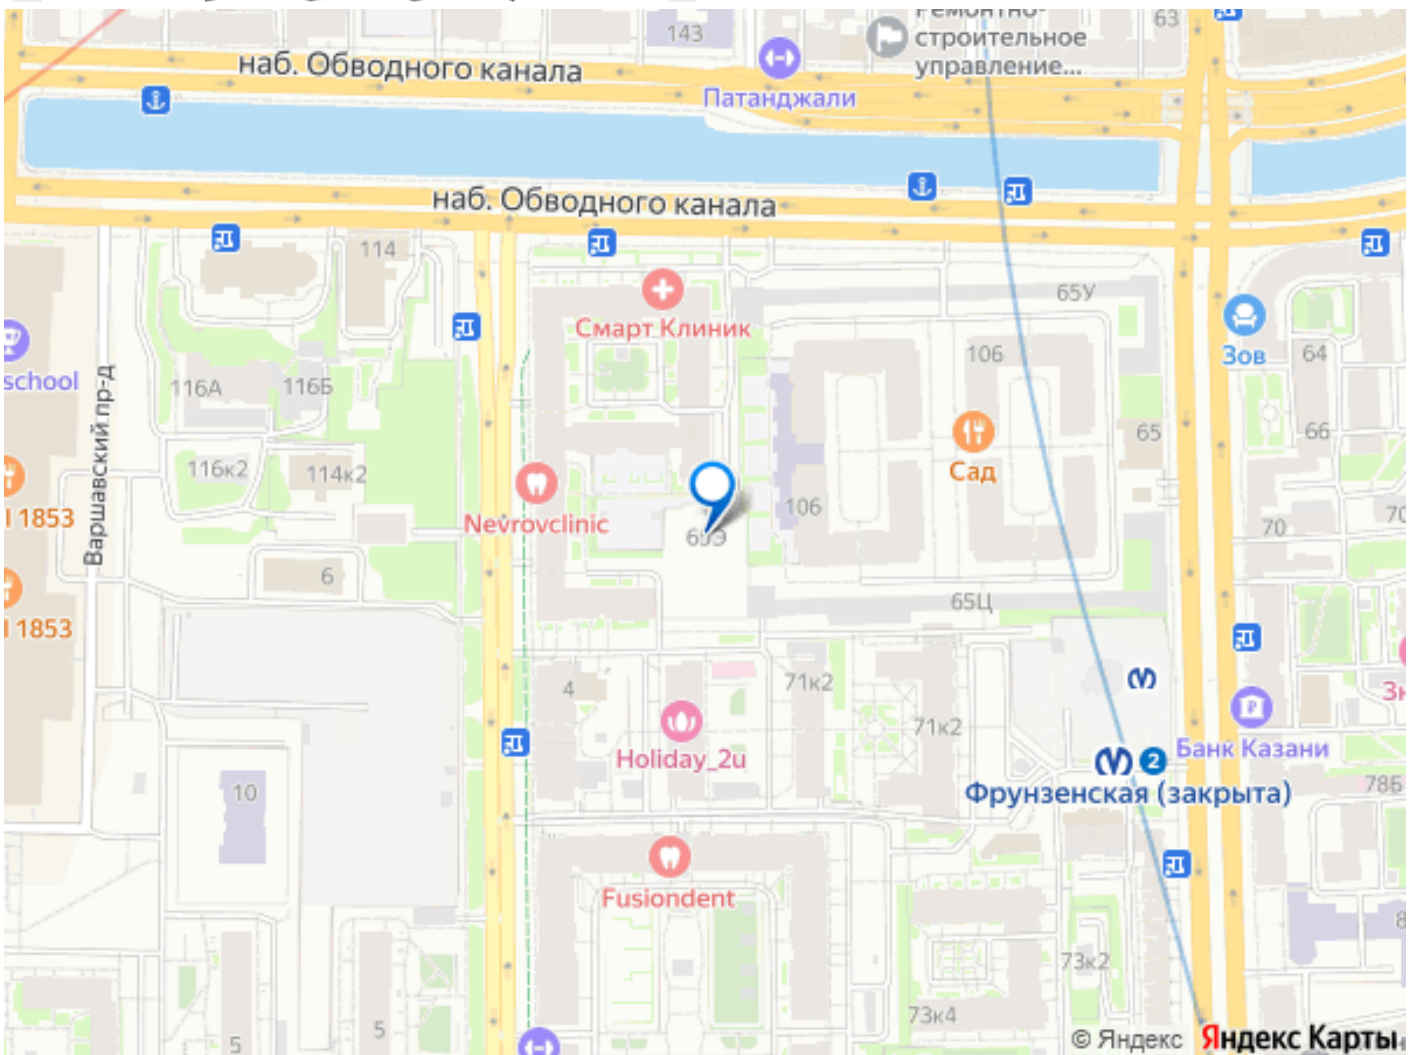 143
63
Ремонтно-
строительное
управление...
наб. Обводного канала
Патанджали
наб. Обводного канала
114
65У
Смарт Клиник
106
Зов
64
school
116А
116Б
Варшавский пр-д
65
66
116к2
114к2
Сад
1853
Nevrovclinic
106
70
65Э
6
65Ц
1853
4
71к2
71к2
Банк Казани
Holiday_2u
2
Фрунзенская (закрыта)
78Б
10
Fusiondent
73к2
73к4
5
5
© Яндекс Яндекс Карты